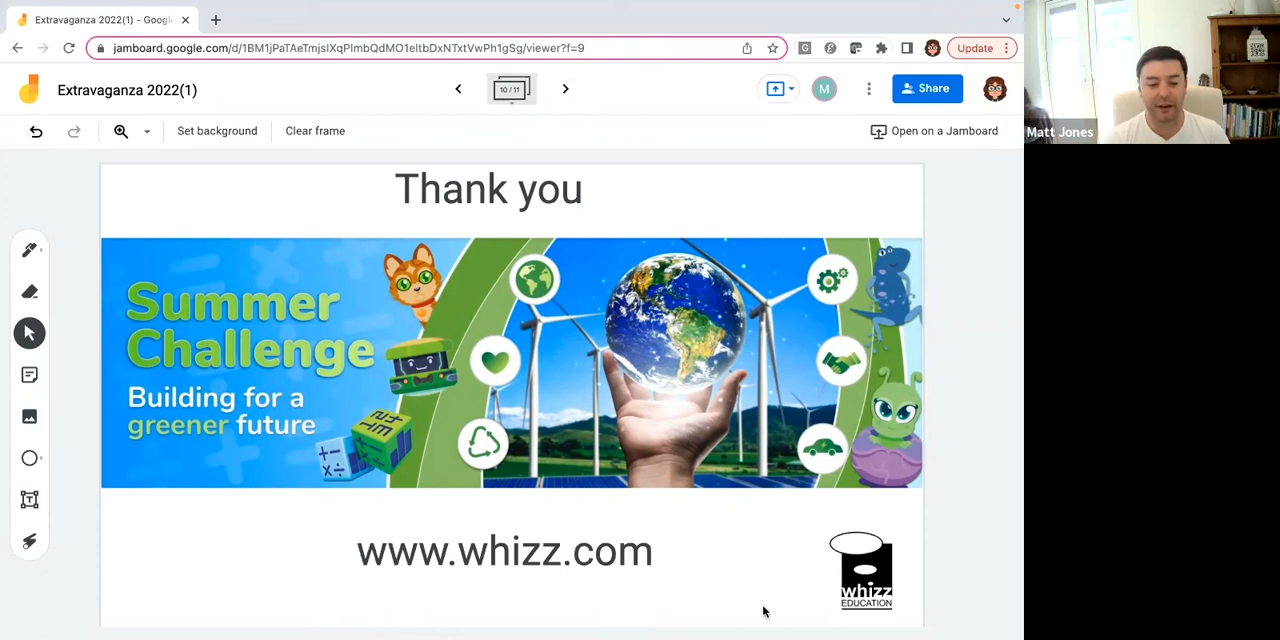 Extravaganza 2022(1) - Googl
jamboard.google.com/d/1BM1jPaTAeTmjsIXqPlmbQdMO1eltbDxNTxtVwPh1gSg/viewer?f=9
Update
Extravaganza 2022(1)
10 / 11
M
Share
Set background
Clear frame
Open on a Jamboard
Matt Jones
Thank you
Summer
Challenge
Building for a
greener future
www.whizz.com
whizz
EDUCATION